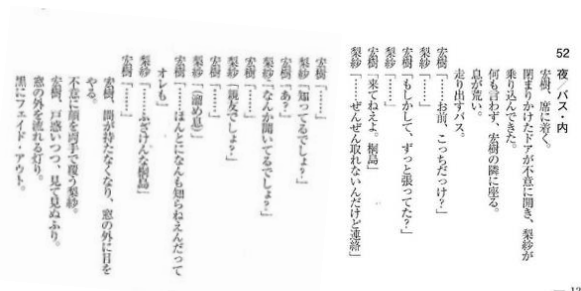 52 夜、バス・内
宏樹、席に着く。
閉まりかけたドアが不意に開き、梨紗が
乗り込んできた。
何も言わず、宏樹の隣に座る。
息が荒い。
走り出すバス。
宏樹「……お前、こっちだっけ?」
梨紗「……」
宏樹「もしかして、ずっと張ってた?」
梨紗「……」
宏樹「来てねえよ。桐島」
梨紗「……ぜんぜん取れないんだけど連絡」
宏樹「……」
梨紗「知ってるでしょ?」
宏樹「あ?」
梨紗「なんか聞いてるでしょ?」
宏樹「……」
梨紗「親友でしょ?」
宏樹「……」
梨紗(溜め息)
宏樹「……ほんとになんも知らねえんだって
オレも」
梨紗「……ふざけんな桐島」
宏樹「……」
宏樹、間が持たなくなり、窓の外に目を
やる。
不意に顔を両手で覆う梨紗。
宏樹、戸惑いつつ、見て見ぬふり。
窓の外を流れる灯り。
黒にフェイド・アウト。